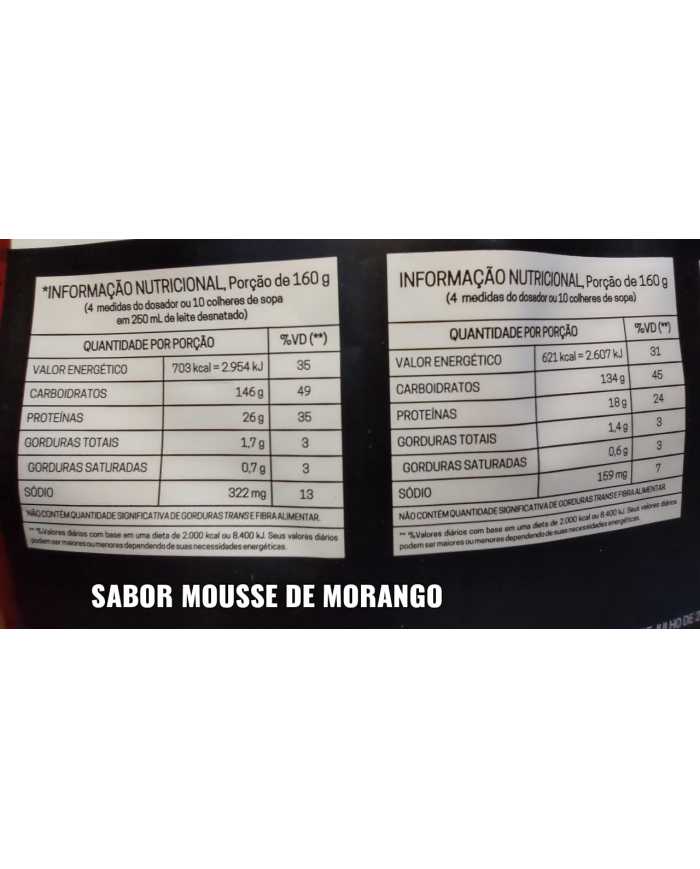 *INFORMAÇÃO NUTRICIONAL, Porção de 160 g
(4 medidas do dosador ou 10 colheres de sopa
em 250 mL de leite desnatado)
QUANTIDADE POR PORÇÃO %VD (**)
VALOR ENERGÉTICO 703 kcal = 2.954 kJ 35
CARBOIDRATOS 146 g 49
PROTEÍNAS 26 g 35
GORDURAS TOTAIS 1,7 g 3
GORDURAS SATURADAS 0,7 g 3
SÓDIO 322 mg 13
NÃO CONTÉM QUANTIDADE SIGNIFICATIVA DE GORDURAS TRANS E FIBRA ALIMENTAR.
** %Valores diários com base em uma dieta de 2.000 kcal ou 8.400 kJ. Seus valores diários
podem ser maiores ou menores dependendo de suas necessidades energéticas.
INFORMAÇÃO NUTRICIONAL, Porção de 160 g
(4 medidas do dosador ou 10 colheres de sopa)
QUANTIDADE POR PORÇÃO %VD (**)
VALOR ENERGÉTICO 621 kcal = 2.607 kJ 31
CARBOIDRATOS 134 g 45
PROTEÍNAS 18 g 24
GORDURAS TOTAIS 1,4 g 3
GORDURAS SATURADAS 0,6 g 3
SÓDIO 159 mg 7
NÃO CONTÉM QUANTIDADE SIGNIFICATIVA DE GORDURAS TRANS E FIBRA ALIMENTAR.
** %Valores diários com base em uma dieta de 2.000 kcal ou 8.400 kJ. Seus valores diários
podem ser maiores ou menores dependendo de suas necessidades energéticas.
SABOR MOUSSE DE MORANGO